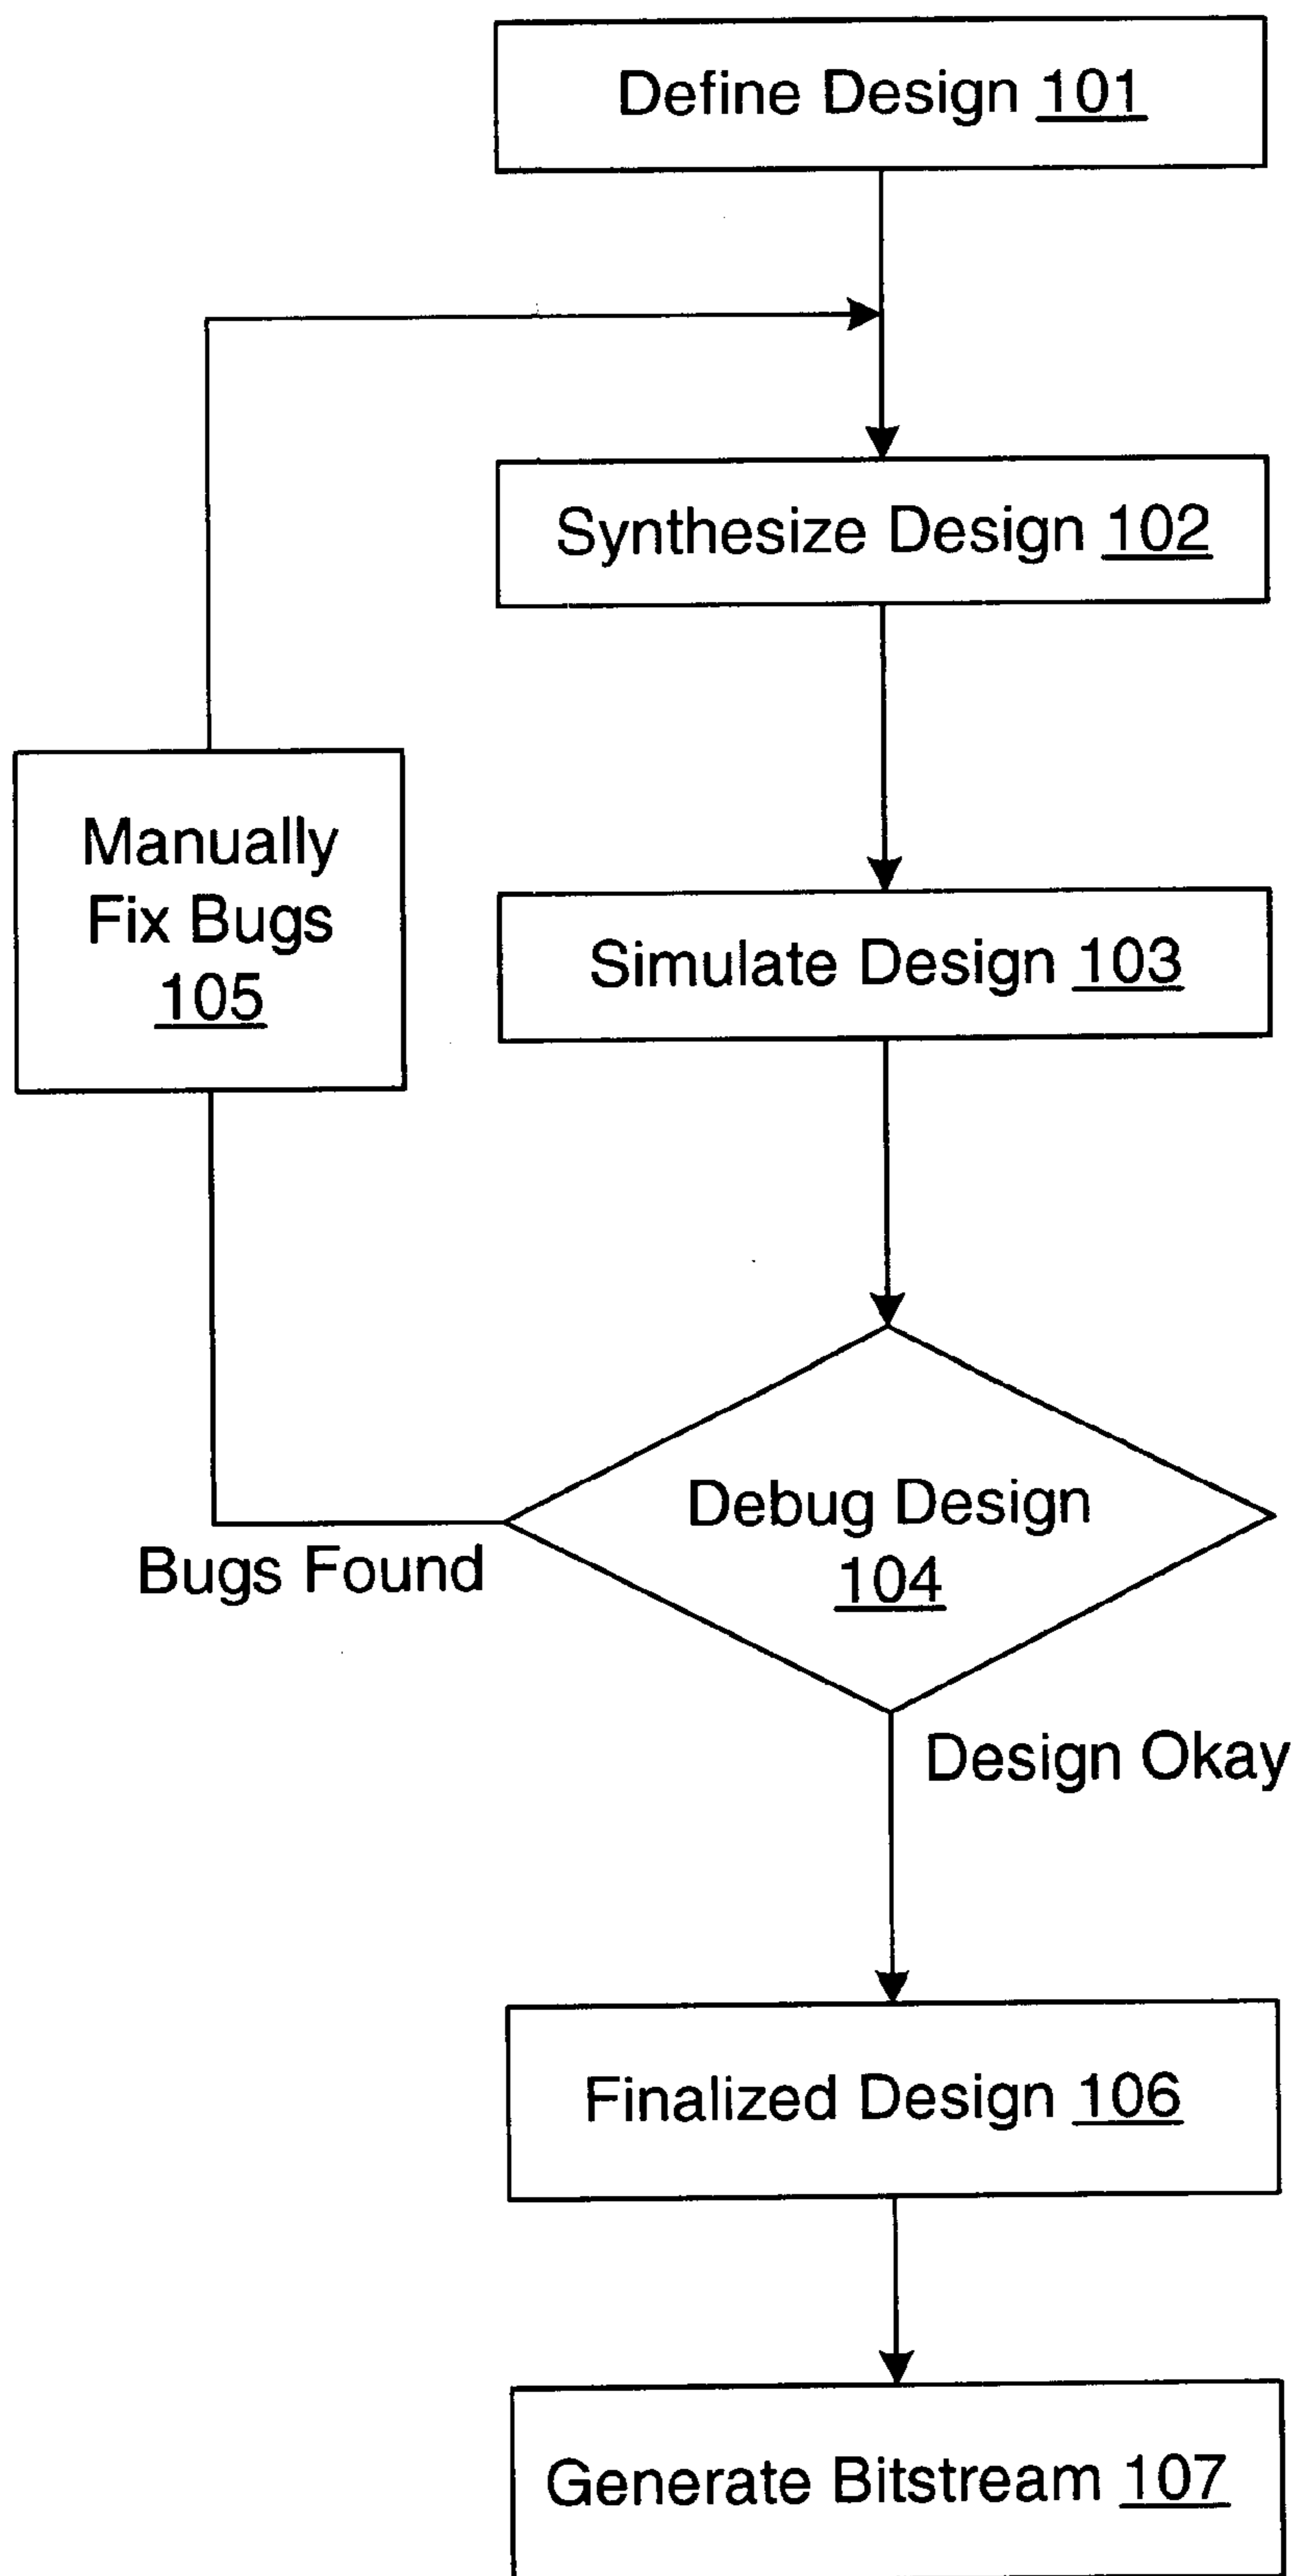 Define Design 101
Synthesize Design 102
Manually
Fix Bugs
105
Simulate Design 103
Debug Design
104
Bugs Found
Design Okay
Finalized Design 106
Generate Bitstream 107